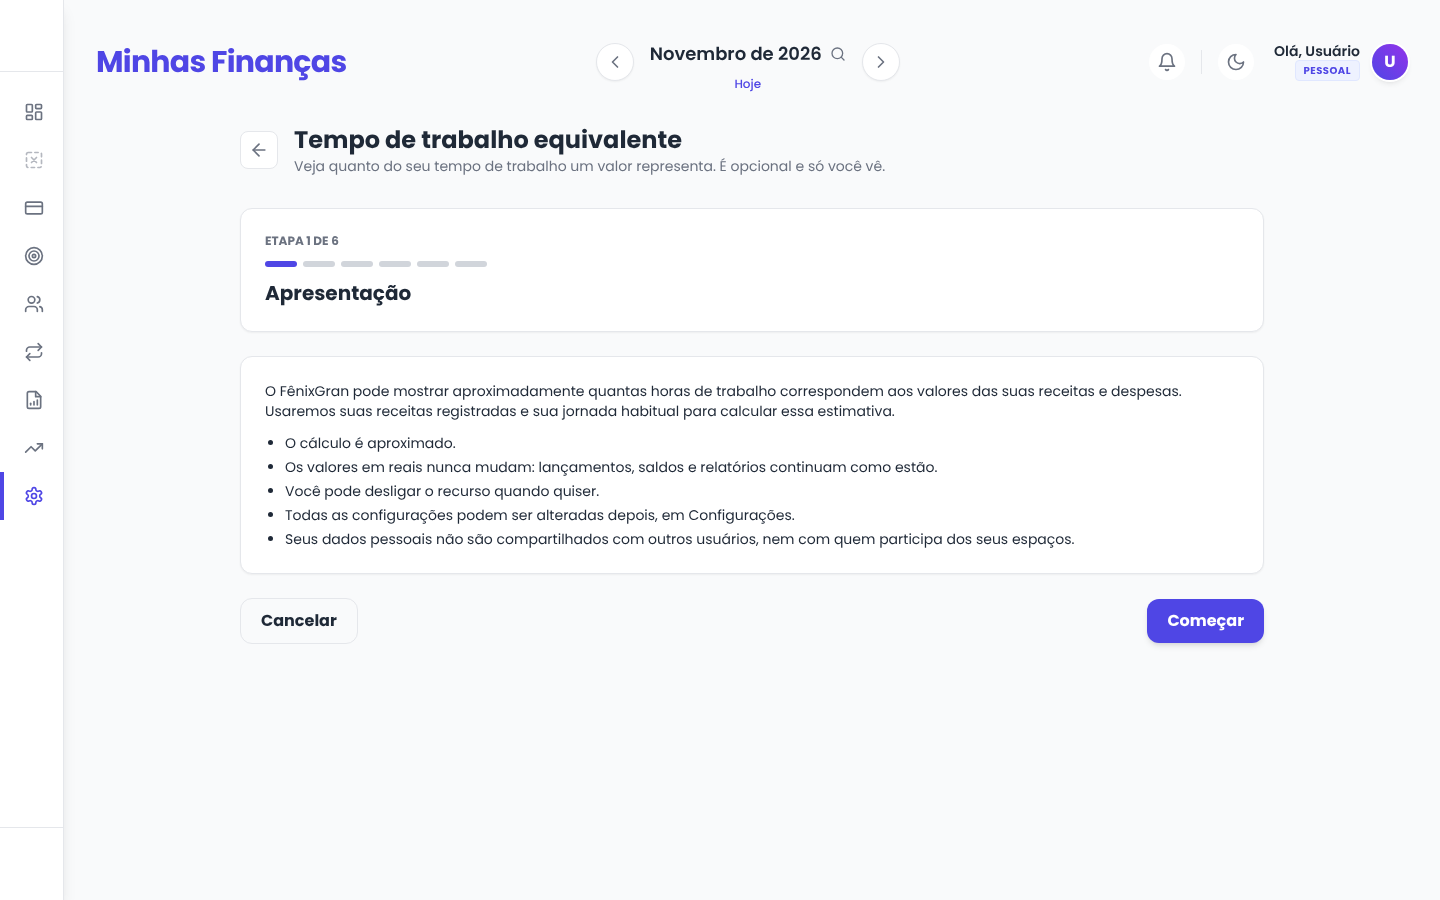 Minhas Finanças
Novembro de 2026
Hoje
Olá, Usuário
PESSOAL
U
Tempo de trabalho equivalente
Veja quanto do seu tempo de trabalho um valor representa. É opcional e só você vê.
ETAPA 1 DE 6
Apresentação
O FênixGran pode mostrar aproximadamente quantas horas de trabalho correspondem aos valores das suas receitas e despesas.
Usaremos suas receitas registradas e sua jornada habitual para calcular essa estimativa.
• O cálculo é aproximado.
• Os valores em reais nunca mudam: lançamentos, saldos e relatórios continuam como estão.
• Você pode desligar o recurso quando quiser.
• Todas as configurações podem ser alteradas depois, em Configurações.
• Seus dados pessoais não são compartilhados com outros usuários, nem com quem participa dos seus espaços.
Cancelar
Começar